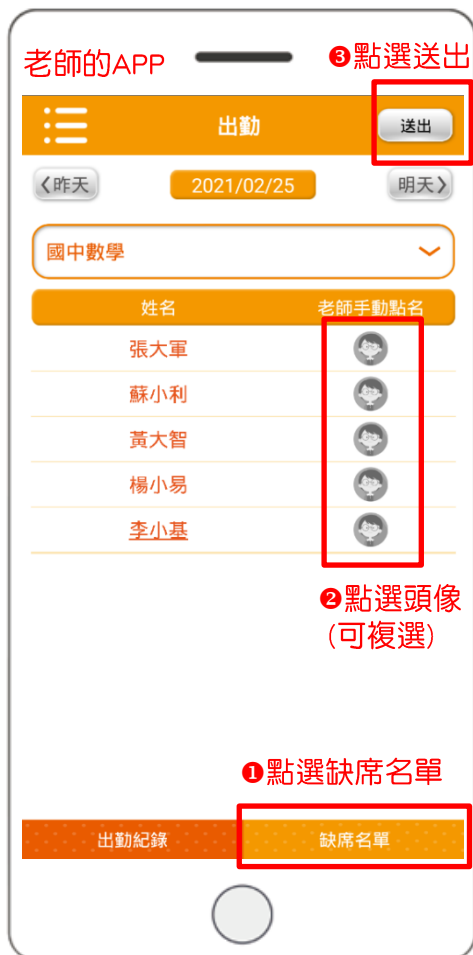 老師的APP
❸點選送出
出勤
送出
昨天
2021/02/25
明天
國中數學
姓名 老師手動點名
張大軍
蘇小利
黃大智
楊小易
李小基
❷點選頭像
(可複選)
❶點選缺席名單
出勤紀錄
缺席名單